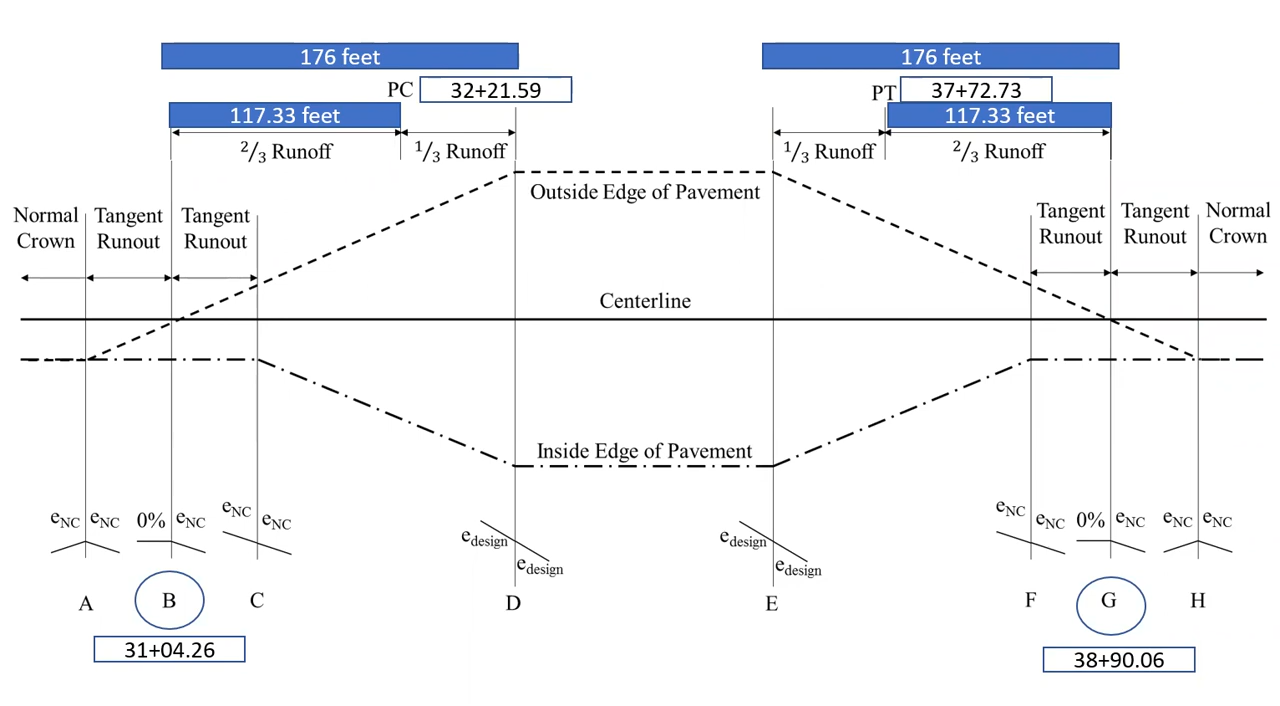 176 feet
176 feet
PC
32+21.59
PT
37+72.73
117.33 feet
117.33 feet
2/3 Runoff
1/3 Runoff
1/3 Runoff
2/3 Runoff
Outside Edge of Pavement
Normal Crown
Tangent Runout
Tangent Runout
Tangent Runout
Tangent Runout
Normal Crown
Centerline
Inside Edge of Pavement
eNC
eNC
0%
eNC
eNC
eNC
edesign
edesign
edesign
edesign
eNC
eNC
0%
eNC
eNC
eNC
A
B
C
D
E
F
G
H
31+04.26
38+90.06